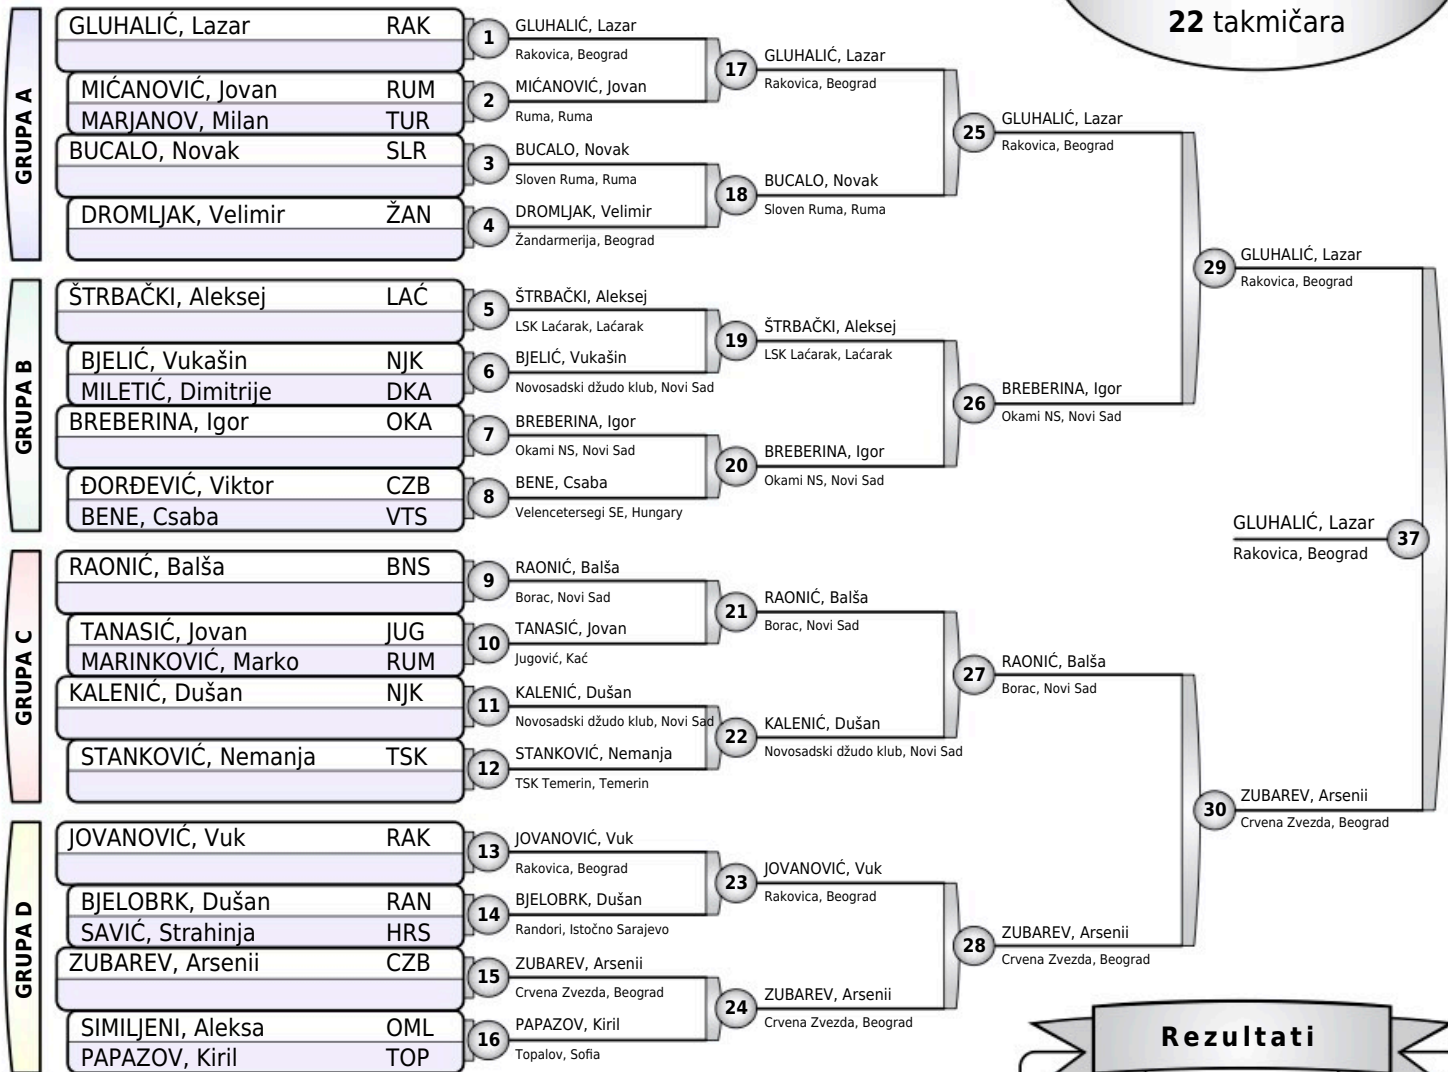 22 takmičara
GRUPA A
GLUHALIĆ, Lazar RAK
MIĆANOVIĆ, Jovan RUM
MARJANOV, Milan TUR
BUCALO, Novak SLR
DROMLJAK, Velimir ŽAN
GRUPA B
ŠTRBAČKI, Aleksej LAĆ
BJELIĆ, Vukašin NJK
MILETIĆ, Dimitrije DKA
BREBERINA, Igor OKA
ĐORĐEVIĆ, Viktor CZB
BENE, Csaba VTS
GRUPA C
RAONIĆ, Balša BNS
TANASIĆ, Jovan JUG
MARINKOVIĆ, Marko RUM
KALENIĆ, Dušan NJK
STANKOVIĆ, Nemanja TSK
GRUPA D
JOVANOVIĆ, Vuk RAK
BJELOBRK, Dušan RAN
SAVIĆ, Strahinja HRS
ZUBAREV, Arsenii CZB
SIMILJENI, Aleksa OML
PAPAZOV, Kiril TOP
1 GLUHALIĆ, Lazar
Rakovica, Beograd
2 MIĆANOVIĆ, Jovan
Ruma, Ruma
3 BUCALO, Novak
Sloven Ruma, Ruma
4 DROMLJAK, Velimir
Žandarmerija, Beograd
5 ŠTRBAČKI, Aleksej
LSK Laćarak, Laćarak
6 BJELIĆ, Vukašin
Novosadski džudo klub, Novi Sad
7 BREBERINA, Igor
Okami NS, Novi Sad
8 BENE, Csaba
Velencetersegi SE, Hungary
9 RAONIĆ, Balša
Borac, Novi Sad
10 TANASIĆ, Jovan
Jugović, Kać
11 KALENIĆ, Dušan
Novosadski džudo klub, Novi Sad
12 STANKOVIĆ, Nemanja
TSK Temerin, Temerin
13 JOVANOVIĆ, Vuk
Rakovica, Beograd
14 BJELOBRK, Dušan
Randori, Istočno Sarajevo
15 ZUBAREV, Arsenii
Crvena Zvezda, Beograd
16 PAPAZOV, Kiril
Topalov, Sofia
17 GLUHALIĆ, Lazar
Rakovica, Beograd
18 BUCALO, Novak
Sloven Ruma, Ruma
19 ŠTRBAČKI, Aleksej
LSK Laćarak, Laćarak
20 BREBERINA, Igor
Okami NS, Novi Sad
21 RAONIĆ, Balša
Borac, Novi Sad
22 KALENIĆ, Dušan
Novosadski džudo klub, Novi Sad
23 JOVANOVIĆ, Vuk
Rakovica, Beograd
24 ZUBAREV, Arsenii
Crvena Zvezda, Beograd
25 GLUHALIĆ, Lazar
Rakovica, Beograd
26 BREBERINA, Igor
Okami NS, Novi Sad
27 RAONIĆ, Balša
Borac, Novi Sad
28 ZUBAREV, Arsenii
Crvena Zvezda, Beograd
29 GLUHALIĆ, Lazar
Rakovica, Beograd
30 ZUBAREV, Arsenii
Crvena Zvezda, Beograd
GLUHALIĆ, Lazar 37
Rakovica, Beograd
Rezultati